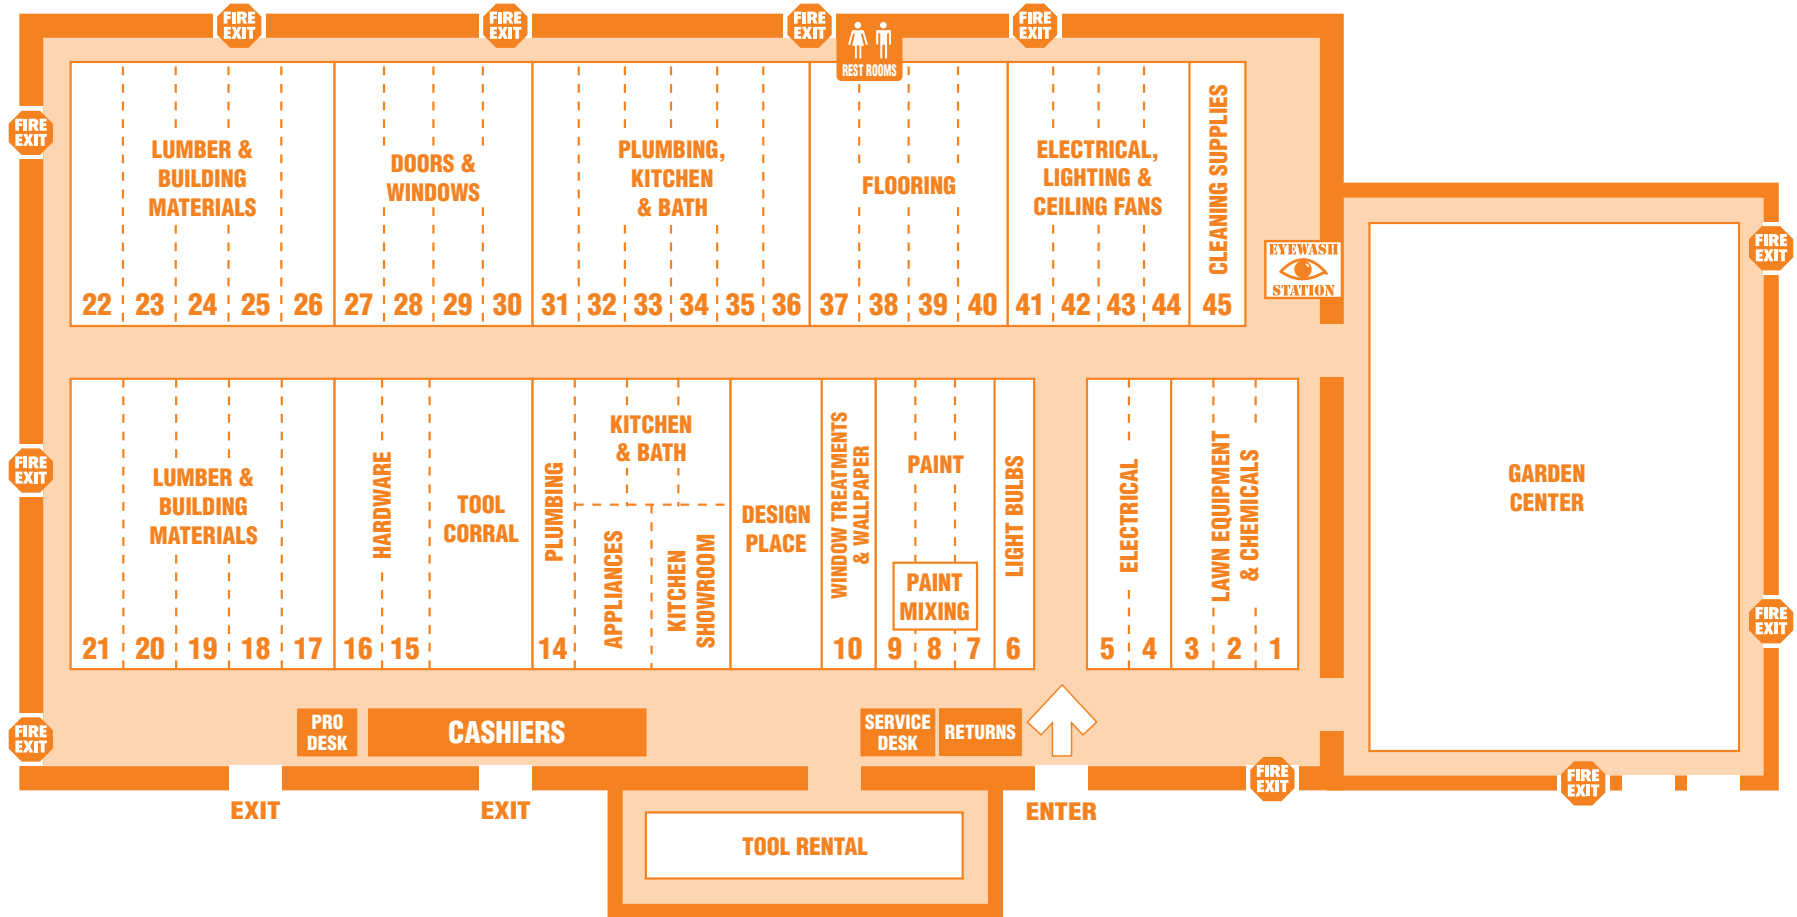 FIRE
EXIT
FIRE
EXIT
FIRE
EXIT
FIRE
EXIT
REST ROOMS
FIRE
EXIT
LUMBER &
BUILDING
MATERIALS
DOORS &
WINDOWS
PLUMBING,
KITCHEN
& BATH
FLOORING
ELECTRICAL,
LIGHTING &
CEILING FANS
CLEANING SUPPLIES
EYEWASH
STATION
FIRE
EXIT
22 23 24 25 26 27 28 29 30 31 32 33 34 35 36 37 38 39 40 41 42 43 44 45
FIRE
EXIT
LUMBER &
BUILDING
MATERIALS
HARDWARE
TOOL
CORRAL
PLUMBING
KITCHEN
& BATH
APPLIANCES
KITCHEN
SHOWROOM
DESIGN
PLACE
WINDOW TREATMENTS
& WALLPAPER
PAINT
PAINT
MIXING
LIGHT BULBS
ELECTRICAL
LAWN EQUIPMENT
& CHEMICALS
GARDEN
CENTER
FIRE
EXIT
21 20 19 18 17 16 15 14 10 9 8 7 6 5 4 3 2 1
FIRE
EXIT
PRO
DESK
CASHIERS
SERVICE
DESK
RETURNS
FIRE
EXIT
FIRE
EXIT
EXIT
EXIT
ENTER
TOOL RENTAL